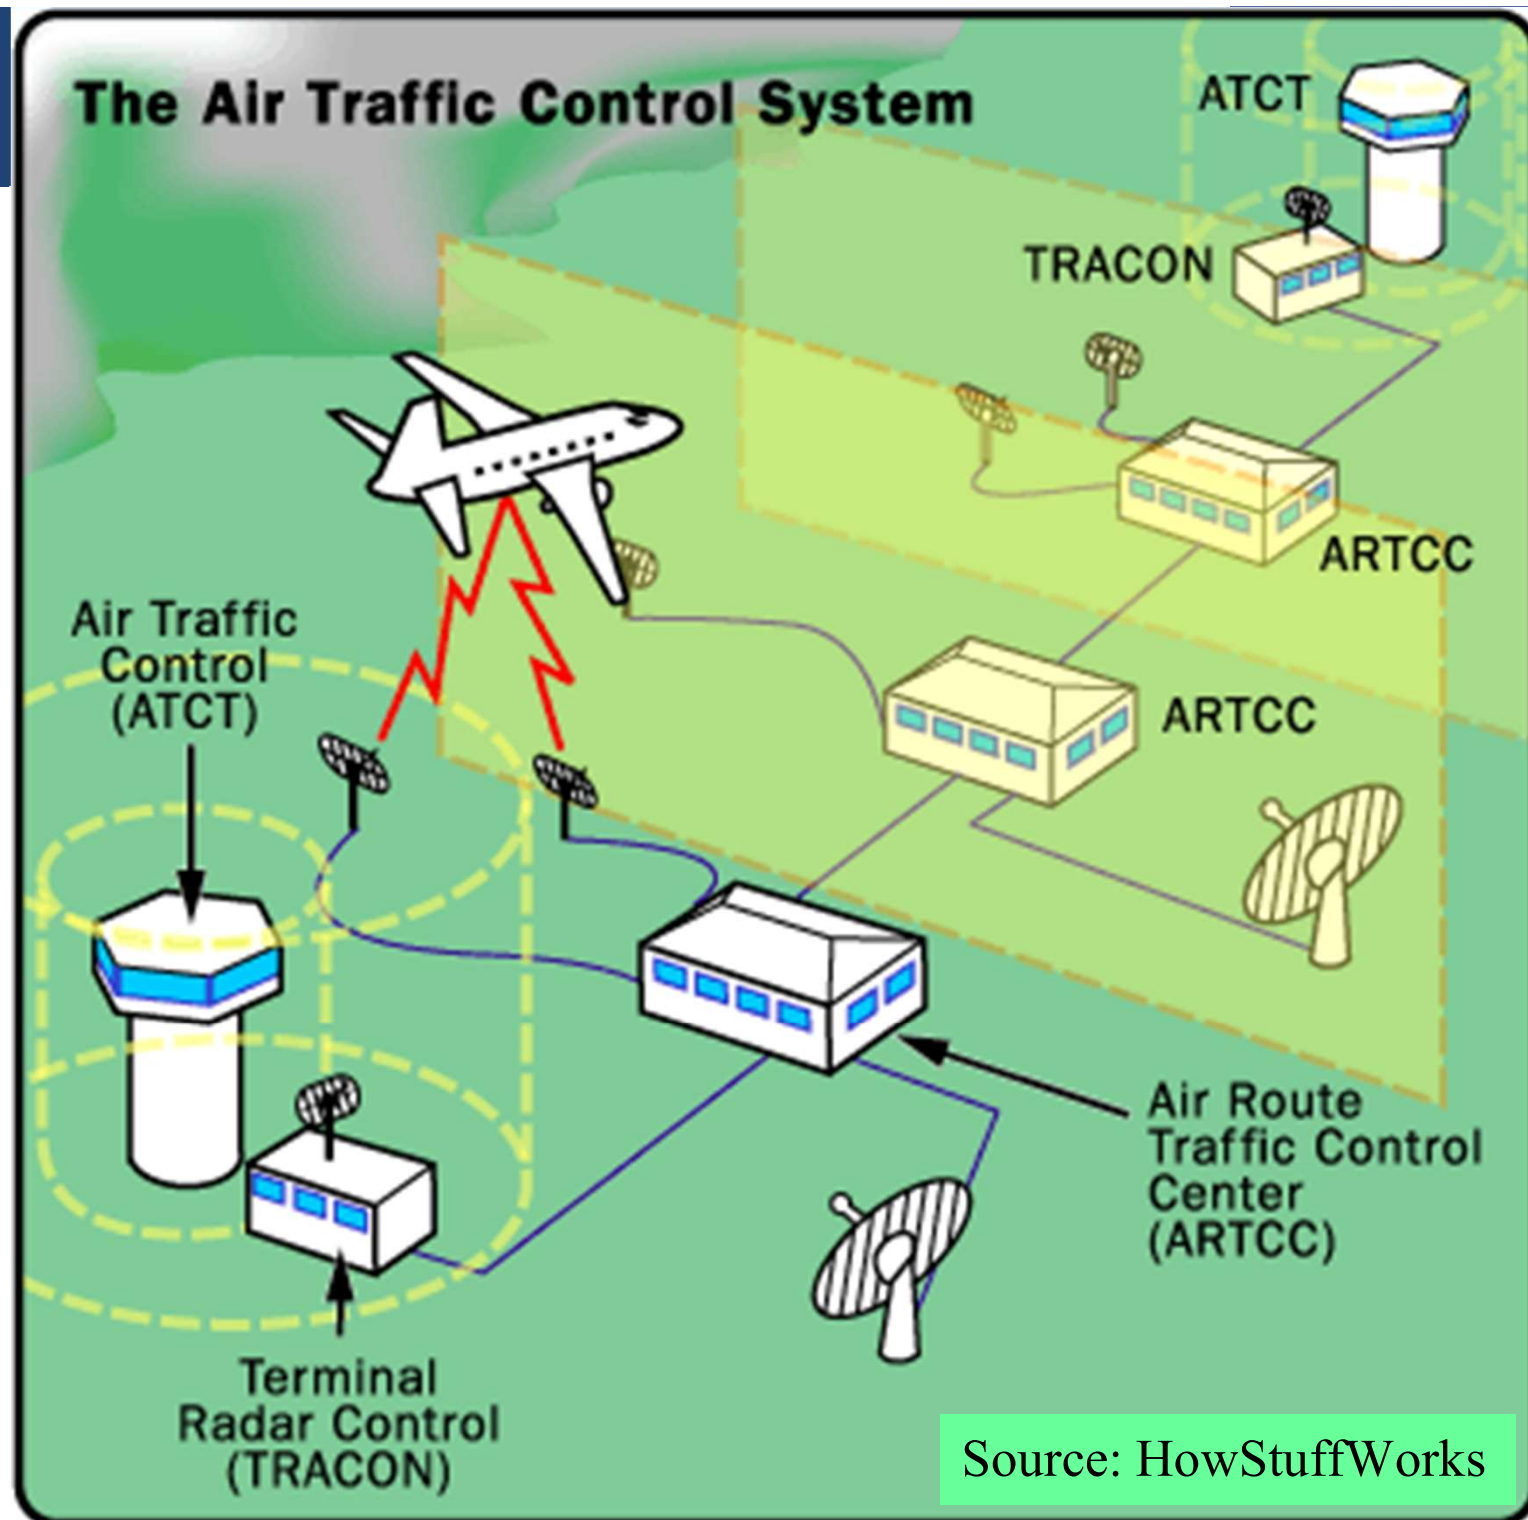 The Air Traffic Control System
ATCT
TRACON
ARTCC
Air Traffic
Control
(ATCT)
ARTCC
Air Route
Traffic Control
Center
(ARTCC)
Terminal
Radar Control
(TRACON)
Source: HowStuffWorks